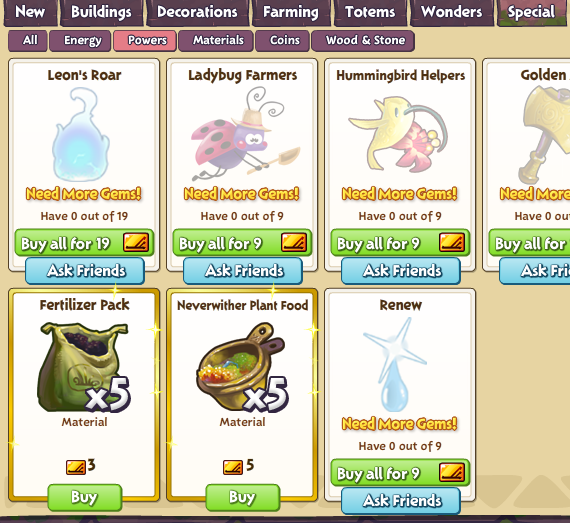 New Buildings Decorations Farming Totems Wonders Special
All Energy Powers Materials Coins Wood & Stone
Leon's Roar
Need More Gems!
Have 0 out of 19
Buy all for 19
Ask Friends
Ladybug Farmers
Need More Gems!
Have 0 out of 9
Buy all for 9
Ask Friends
Hummingbird Helpers
Need More Gems!
Have 0 out of 9
Buy all for 9
Ask Friends
Golden
Need More
Have 0 out
Buy all for
Ask
Fertilizer Pack
x5
Material
3
Buy
Neverwither Plant Food
x5
Material
5
Buy
Renew
Need More Gems!
Have 0 out of 9
Buy all for 9
Ask Friends